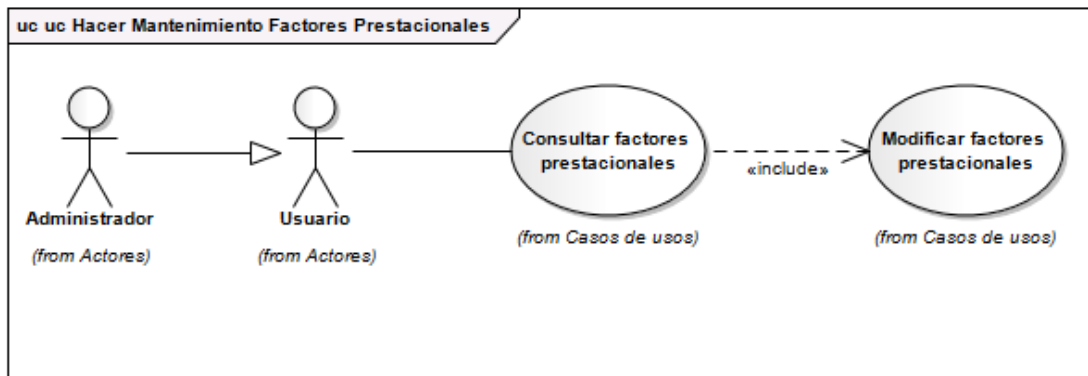 uc uc Hacer Mantenimiento Factores Prestacionales
Consultar factores
prestacionales
Modificar factores
prestacionales
«include»
Administrador
Usuario
(from Actores)
(from Actores)
(from Casos de usos)
(from Casos de usos)